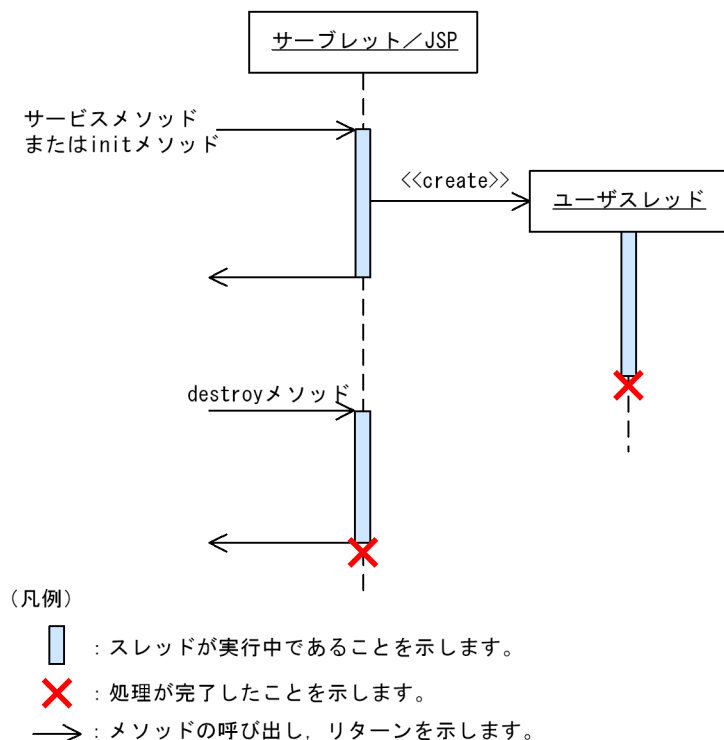 サーブレット／JSP
サービスメソッド
またはinitメソッド
<<create>>
ユーザスレッド
destroyメソッド
（凡例）
：スレッドが実行中であることを示します。
：処理が完了したことを示します。
：メソッドの呼び出し，リターンを示します。